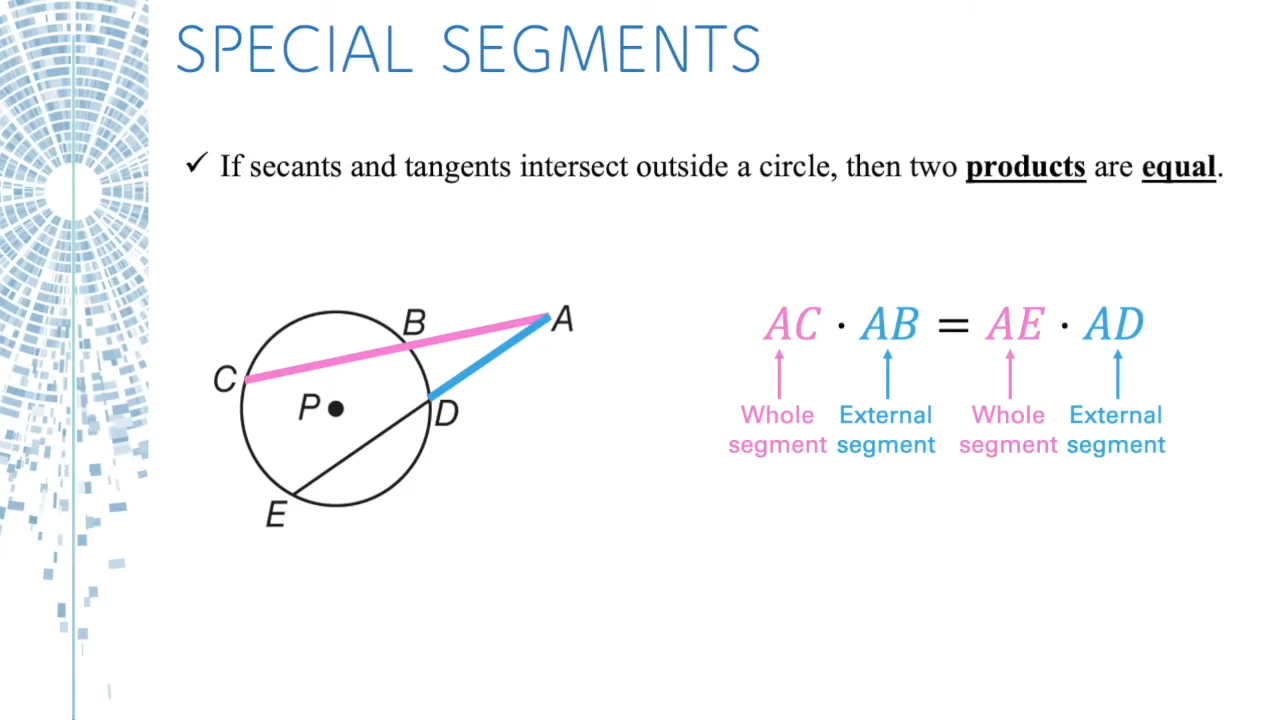 SPECIAL SEGMENTS
✓ If secants and tangents intersect outside a circle, then two products are equal.
B
A
C
P
D
E
AC · AB = AE · AD
Whole External Whole External
segment segment segment segment